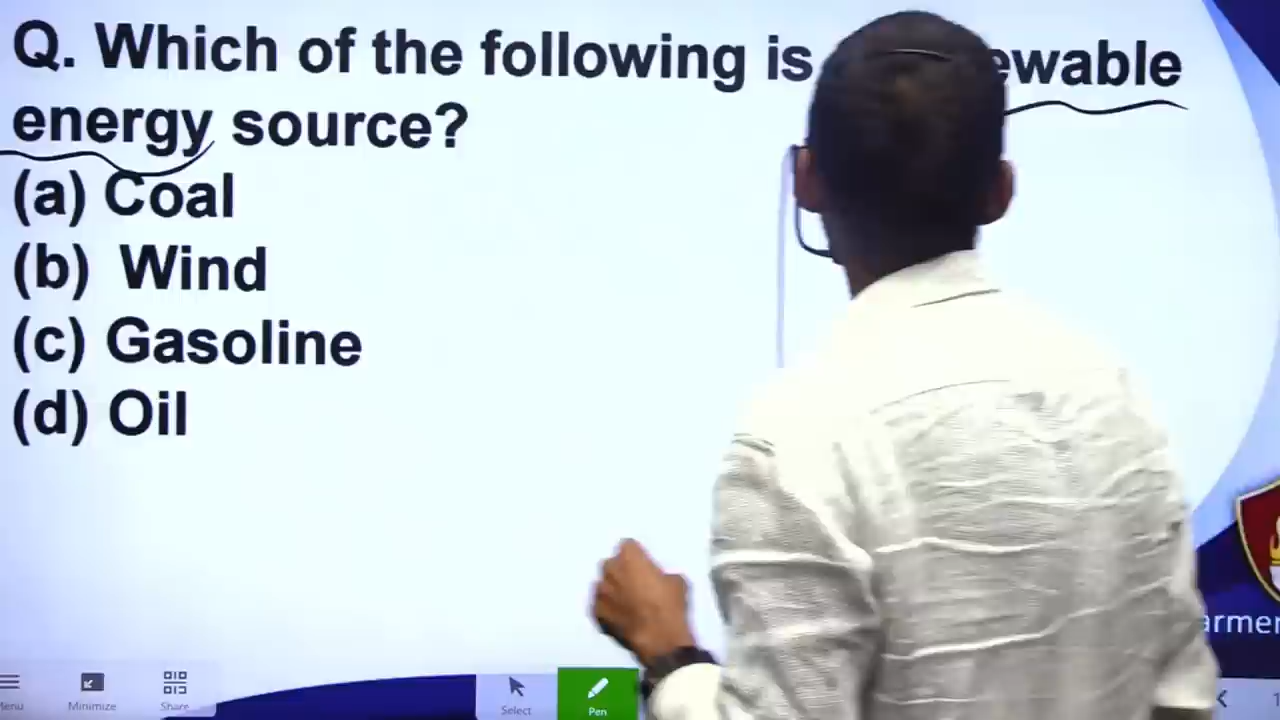 Q. Which of the following is ewable
energy source?
(a) Coal
(b) Wind
(c) Gasoline
(d) Oil
armer
Menu
Minimize
Share
Select
Pen